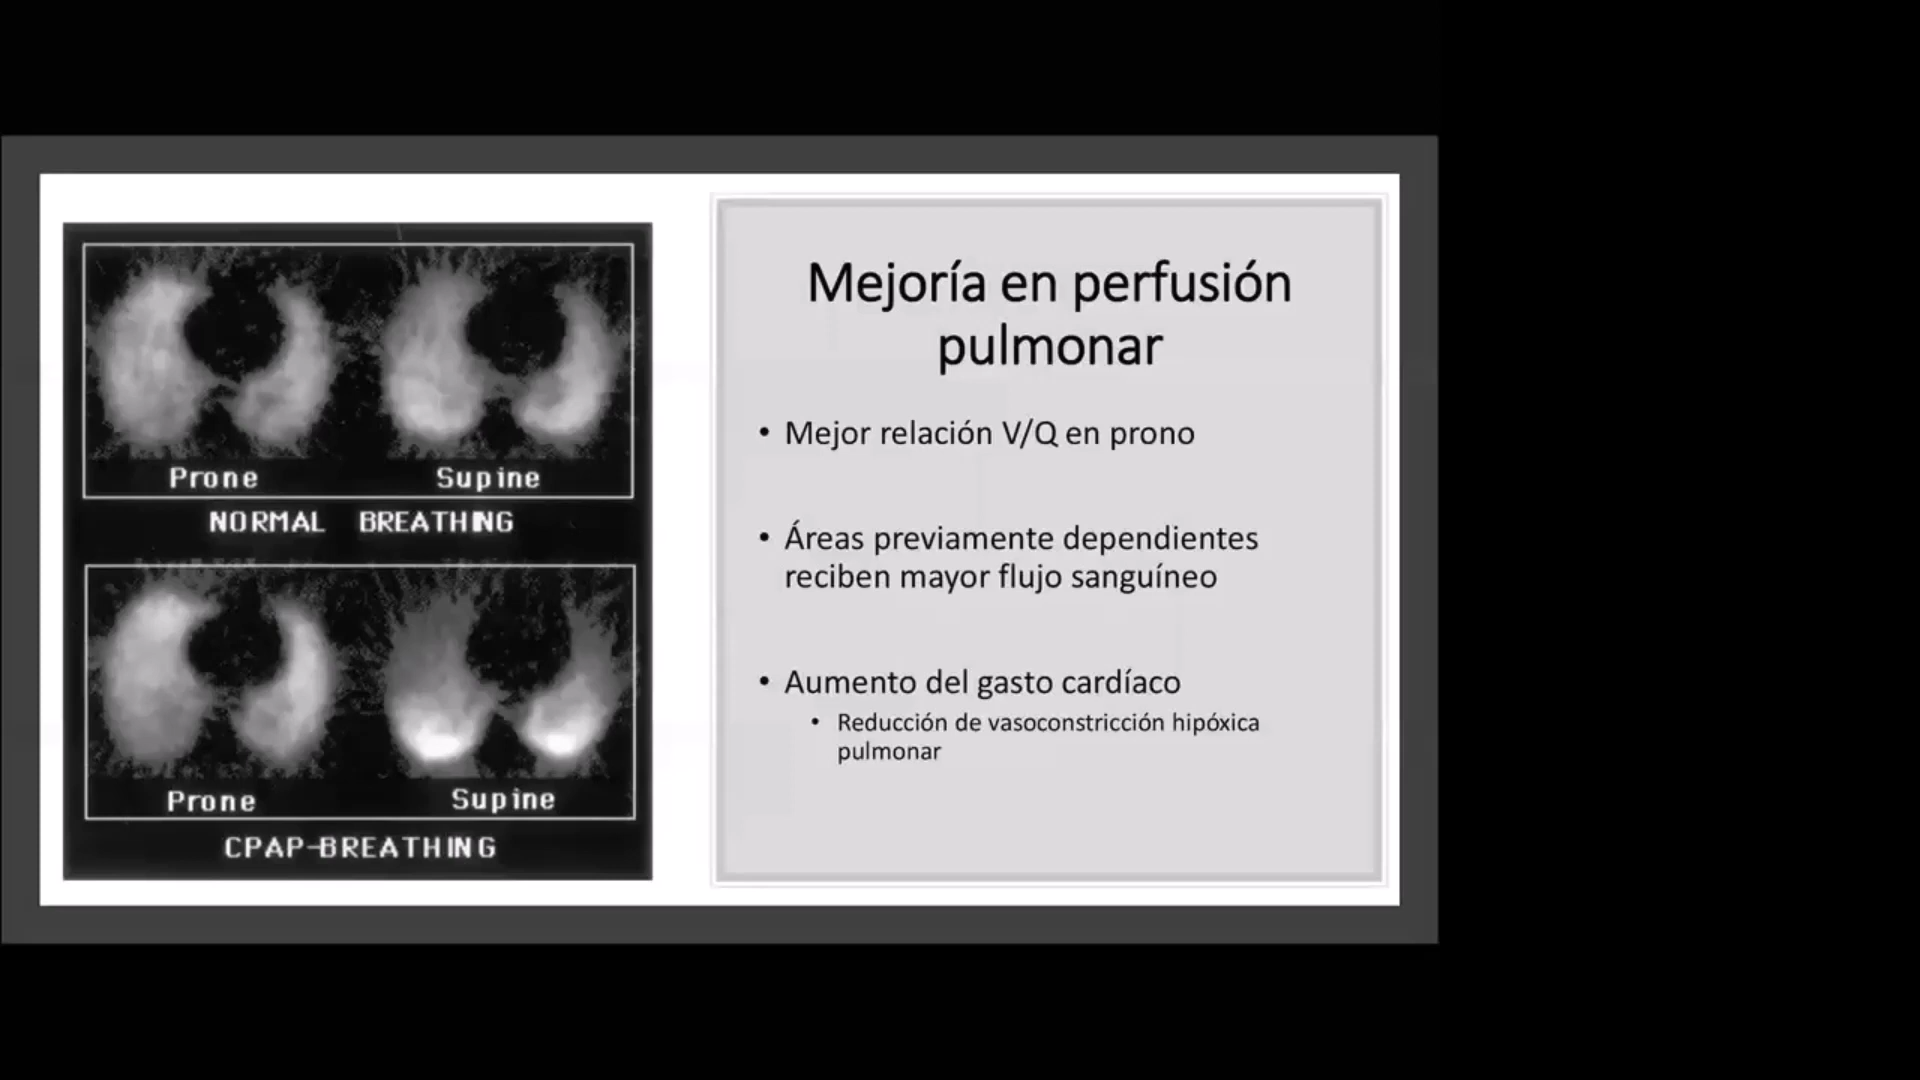 Prone Supine
NORMAL BREATHING
Prone Supine
CPAP-BREATHING
Mejoría en perfusión
pulmonar
• Mejor relación V/Q en prono
• Áreas previamente dependientes
reciben mayor flujo sanguíneo
• Aumento del gasto cardíaco
• Reducción de vasoconstricción hipóxica
pulmonar